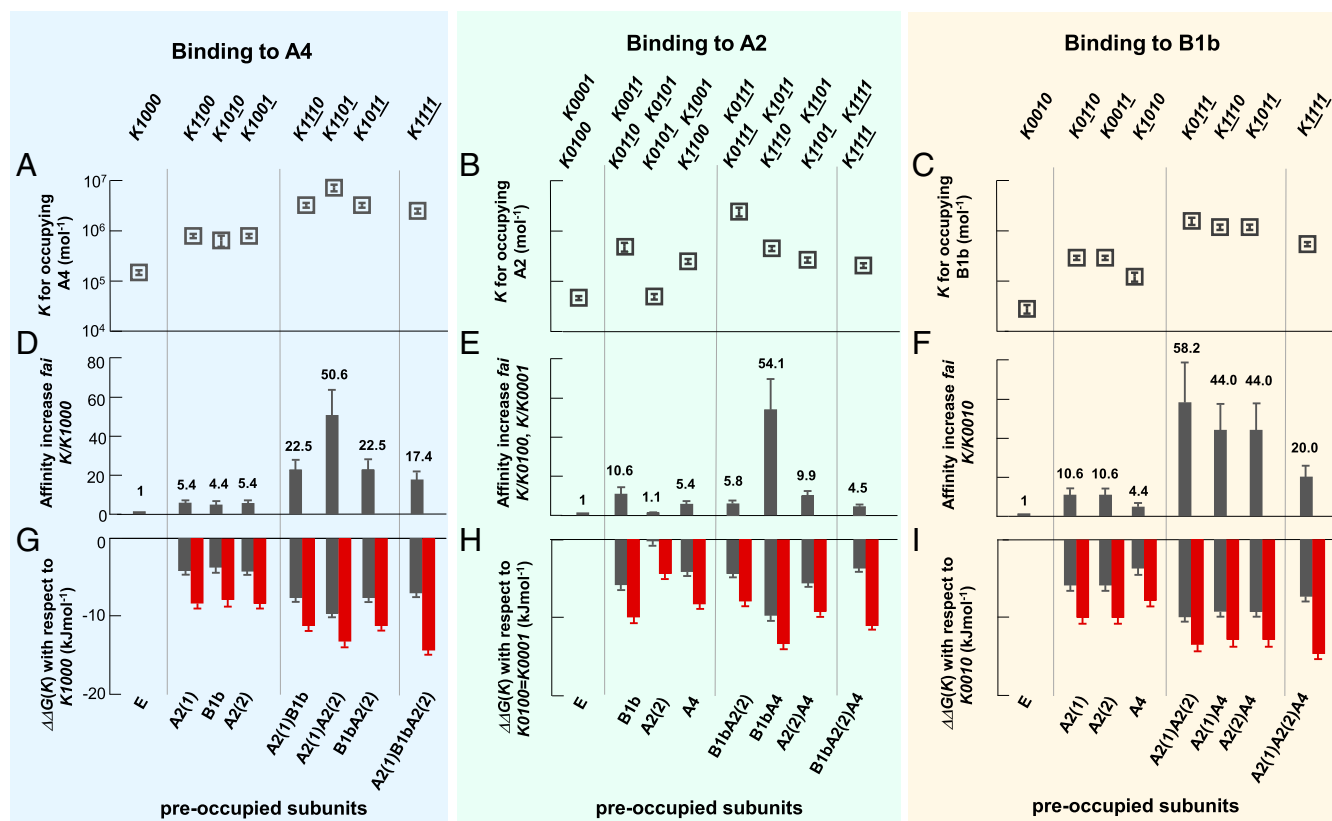 Binding to A4
K1000
K1100
K1010
K1001
K1110
K1101
K1011
K1111
A
K for occupying
A4 (mol-1)
10⁷
10⁶
10⁵
10⁴
D
Affinity increase fai
K/K1000
80
60
40
20
0
1
5.4
4.4
5.4
22.5
50.6
22.5
17.4
G
ΔΔG(K) with respect to
K1000 (kJmol-1)
0
-10
-20
E
A2(1)
B1b
A2(2)
A2(1)B1b
A2(1)A2(2)
B1bA2(2)
A2(1)B1bA2(2)
pre-occupied subunits
Binding to A2
K0001
K0011
K0101
K1001
K0111
K1011
K1101
K1111
K0100
K0110
K0101
K1100
K0111
K1110
K1101
K1111
B
K for occupying
A2 (mol-1)
E
Affinity increase fai
K/K0100, K/K0001
1
10.6
1.1
5.4
5.8
54.1
9.9
4.5
H
ΔΔG(K) with respect to
K0100=K0001 (kJmol-1)
E
B1b
A2(2)
A4
B1bA2(2)
B1bA4
A2(2)A4
B1bA2(2)A4
pre-occupied subunits
Binding to B1b
K0010
K0110
K0011
K1010
K0111
K1110
K1011
K1111
C
K for occupying
B1b (mol-1)
F
Affinity increase fai
K/K0010
1
10.6
10.6
4.4
58.2
44.0
44.0
20.0
I
ΔΔG(K) with respect to
K0010 (kJmol-1)
E
A2(1)
A2(2)
A4
A2(1)A2(2)
A2(1)A4
A2(2)A4
A2(1)A2(2)A4
pre-occupied subunits